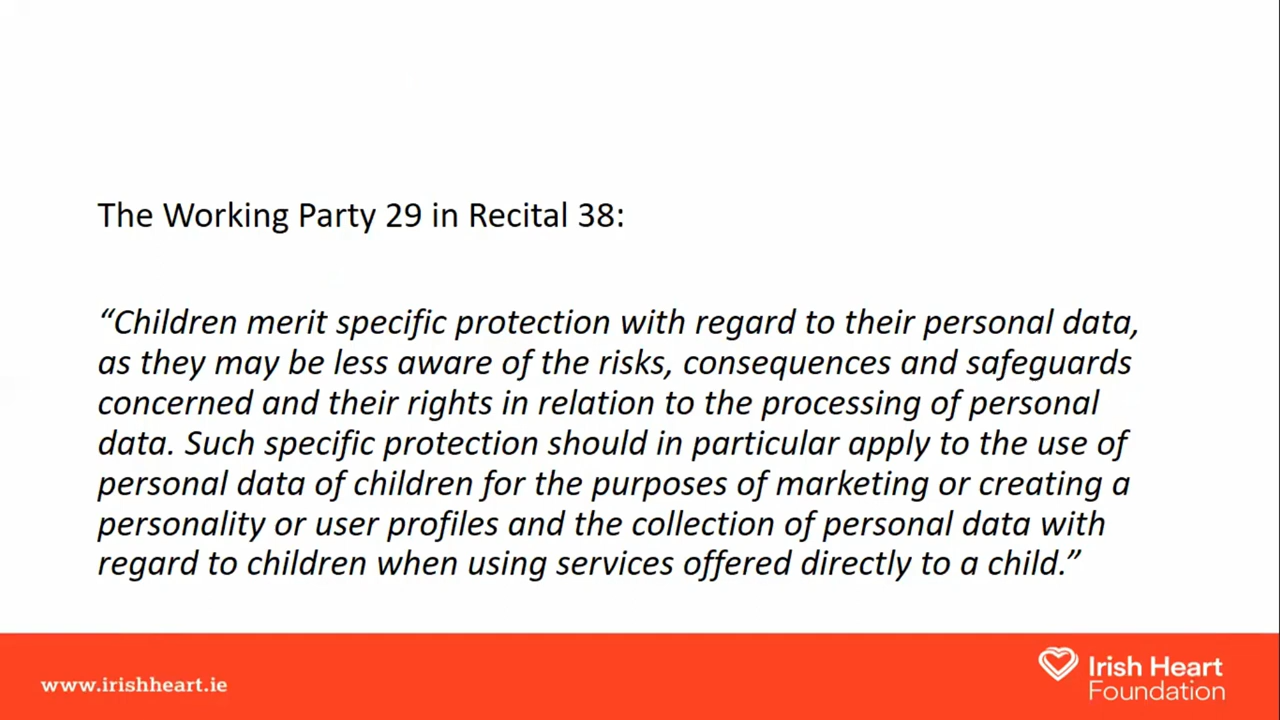 The Working Party 29 in Recital 38:
“Children merit specific protection with regard to their personal data,
as they may be less aware of the risks, consequences and safeguards
concerned and their rights in relation to the processing of personal
data. Such specific protection should in particular apply to the use of
personal data of children for the purposes of marketing or creating a
personality or user profiles and the collection of personal data with
regard to children when using services offered directly to a child.”
www.irishheart.ie
Irish Heart
Foundation